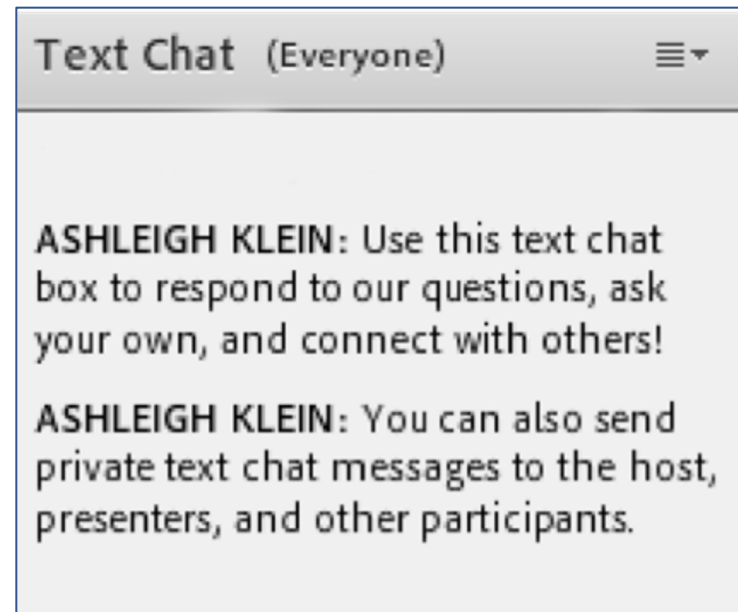 Text Chat (Everyone)
ASHLEIGH KLEIN: Use this text chat
box to respond to our questions, ask
your own, and connect with others!
ASHLEIGH KLEIN: You can also send
private text chat messages to the host,
presenters, and other participants.